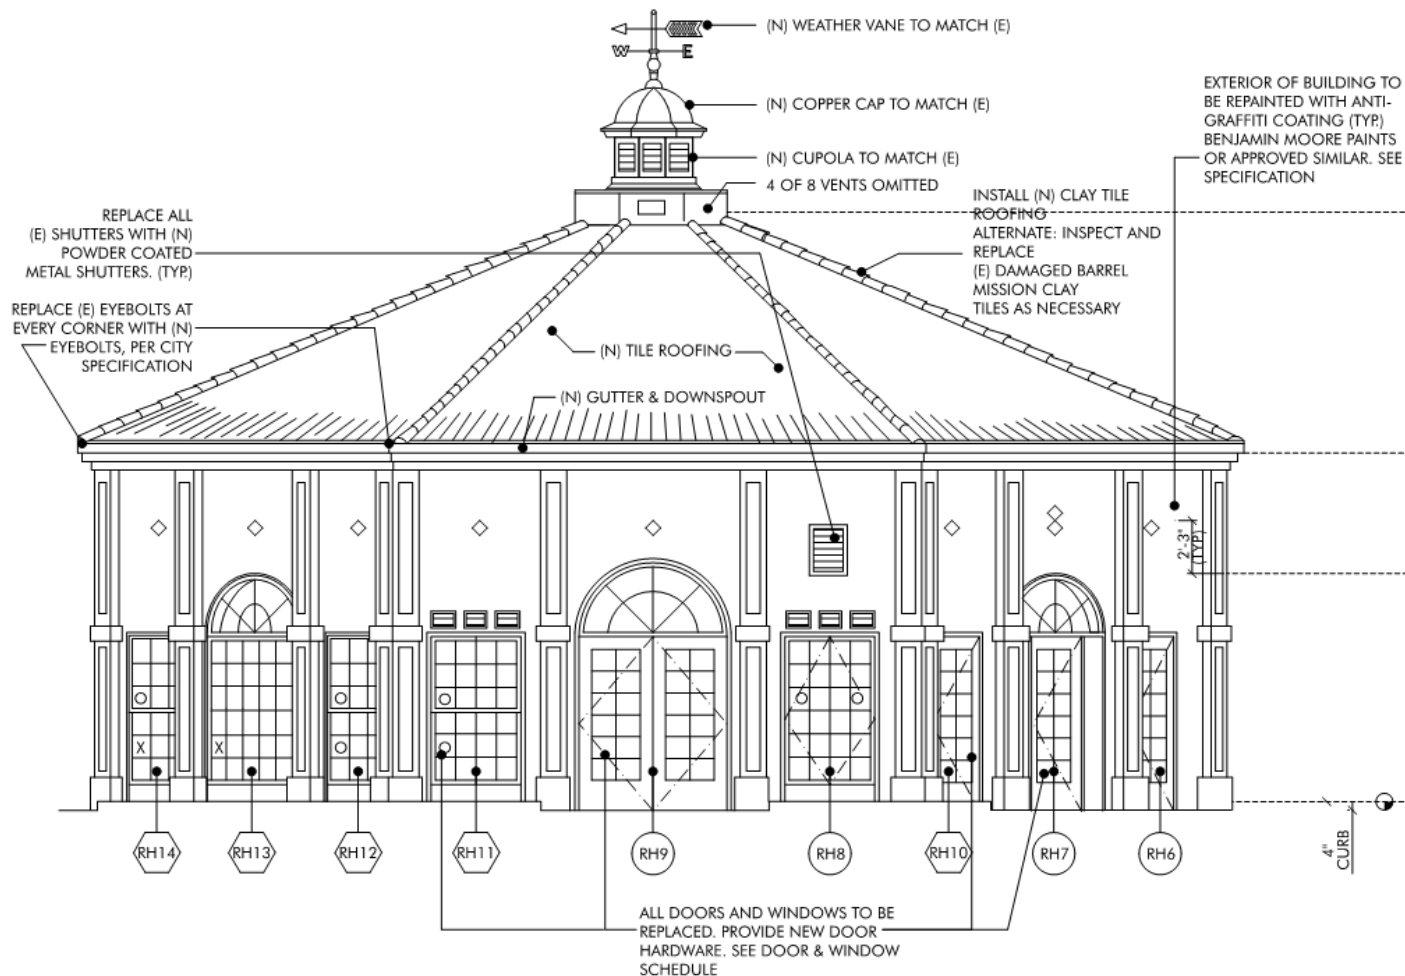 (N) WEATHER VANE TO MATCH (E)
W E
(N) COPPER CAP TO MATCH (E)
(N) CUPOLA TO MATCH (E)
4 OF 8 VENTS OMITTED
EXTERIOR OF BUILDING TO
BE REPAINTED WITH ANTI-
GRAFFITI COATING (TYP.)
BENJAMIN MOORE PAINTS
OR APPROVED SIMILAR. SEE
SPECIFICATION
INSTALL (N) CLAY TILE
ROOFING
ALTERNATE: INSPECT AND
REPLACE
(E) DAMAGED BARREL
MISSION CLAY
TILES AS NECESSARY
REPLACE ALL
(E) SHUTTERS WITH (N)
POWDER COATED
METAL SHUTTERS. (TYP.)
REPLACE (E) EYEBOLTS AT
EVERY CORNER WITH (N)
EYEBOLTS, PER CITY
SPECIFICATION
(N) TILE ROOFING
(N) GUTTER & DOWNSPOUT
2'-3"
(TYP.)
X X
RH14 RH13 RH12 RH11 RH9 RH8 RH10 RH7 RH6
4"
CURB
ALL DOORS AND WINDOWS TO BE
REPLACED. PROVIDE NEW DOOR
HARDWARE. SEE DOOR & WINDOW
SCHEDULE